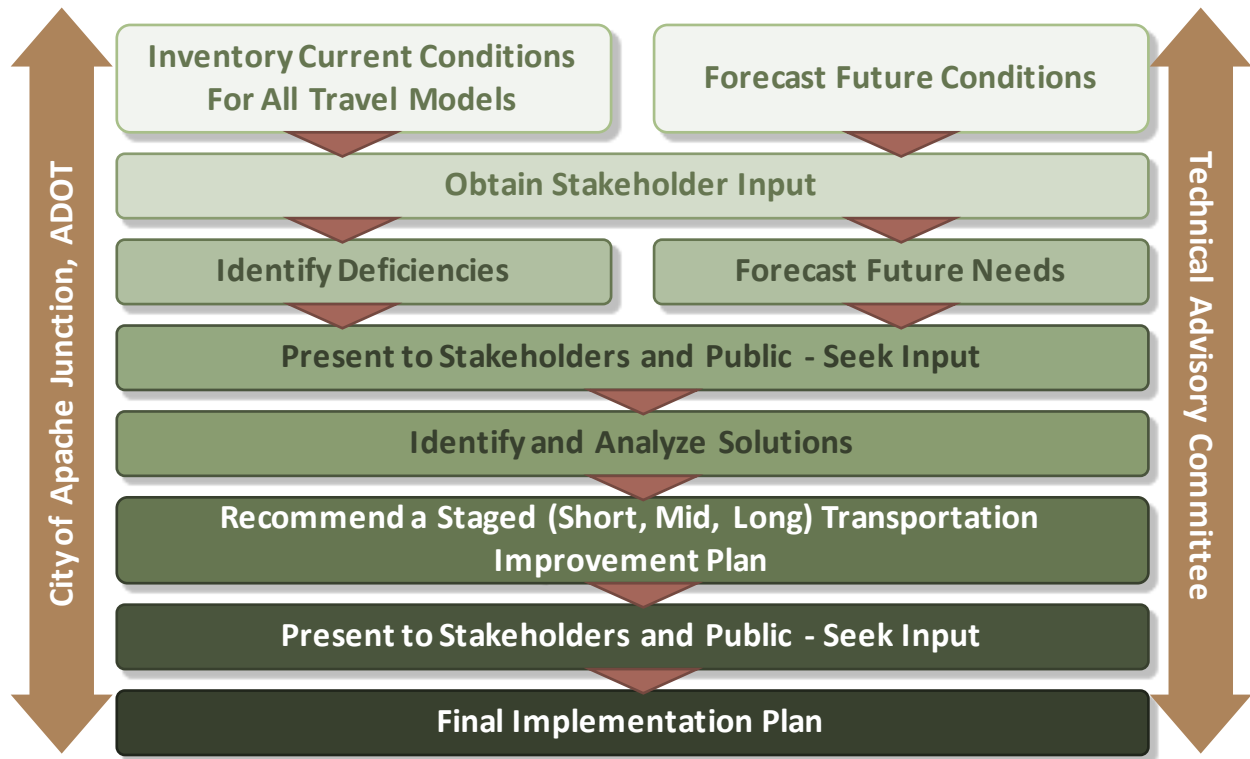 Inventory Current Conditions
For All Travel Models
Forecast Future Conditions
Obtain Stakeholder Input
Identify Deficiencies
Forecast Future Needs
Present to Stakeholders and Public - Seek Input
Identify and Analyze Solutions
Recommend a Staged (Short, Mid, Long) Transportation
Improvement Plan
Present to Stakeholders and Public - Seek Input
Final Implementation Plan
City of Apache Junction, ADOT
Technical Advisory Committee